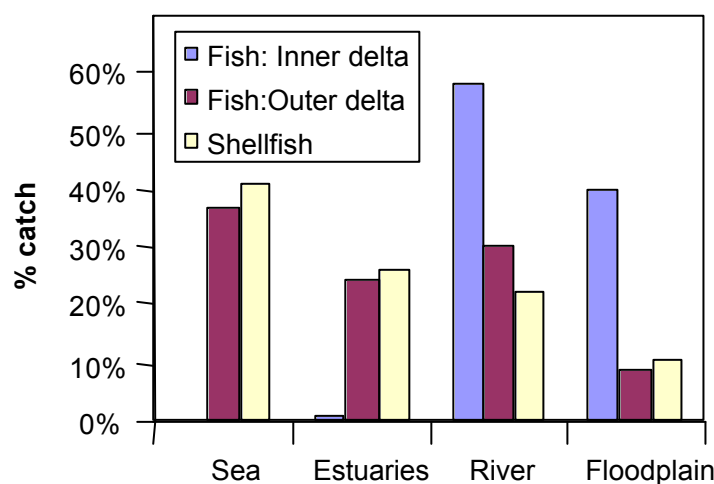 Fish: Inner delta
Fish:Outer delta
Shellfish
60%
50%
40%
30%
20%
10%
0%
% catch
Sea Estuaries River Floodplain